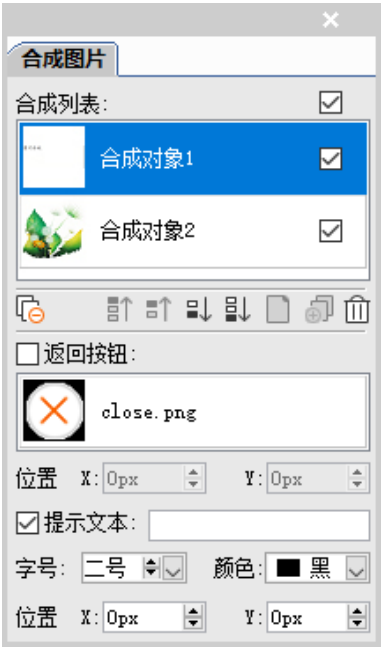 合成图片
合成列表:
合成对象1
合成对象2
返回按钮:
close.png
位置 X: 0px Y: 0px
提示文本:
字号: 二号 颜色: 黑
位置 X: 0px Y: 0px